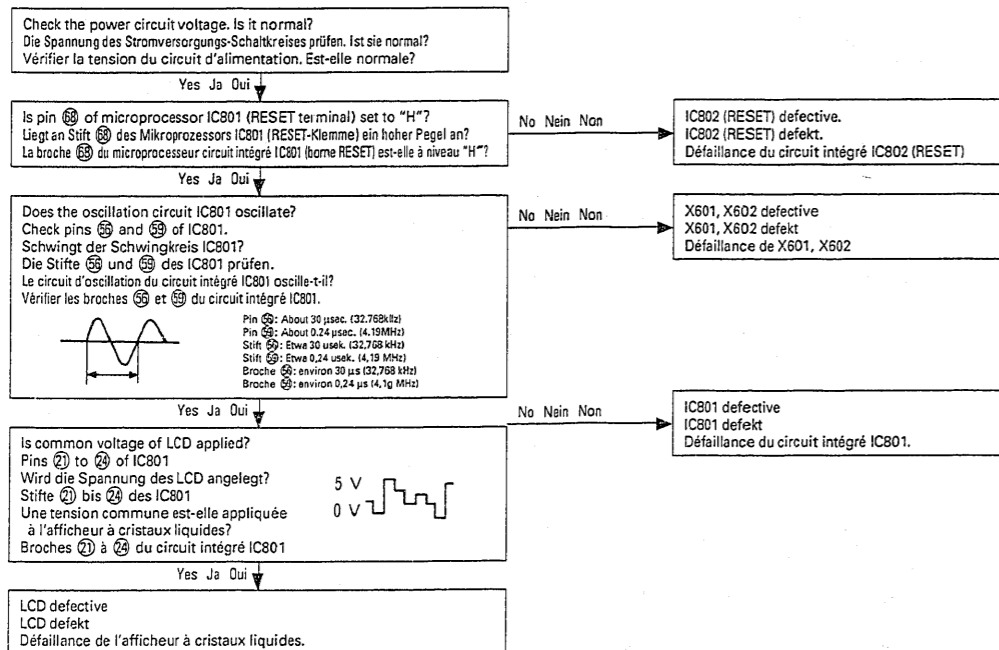 Check the power circuit voltage. Is it normal?
Die Spannung des Stromversorgungs-Schaltkreises prüfen. Ist sie normal?
Vérifier la tension du circuit d'alimentation. Est-elle normale?
Yes Ja Oui
Is pin 68 of microprocessor IC801 (RESET terminal) set to "H"?
Liegt an Stift 68 des Mikroprozessors IC801 (RESET-Klemme) ein hoher Pegel an?
La broche 68 du microprocesseur circuit intégré IC801 (borne RESET) est-elle à niveau "H"?
No Nein Non
IC802 (RESET) defective.
IC802 (RESET) defekt.
Défaillance du circuit intégré IC802 (RESET)
Yes Ja Oui
Does the oscillation circuit IC801 oscillate?
Check pins 56 and 59 of IC801.
Schwingt der Schwingkreis IC801?
Die Stifte 56 und 59 des IC801 prüfen.
Le circuit d'oscillation du circuit intégré IC801 oscille-t-il?
Vérifier les broches 56 et 59 du circuit intégré IC801.
Pin 56: About 30 μsec. (32.768kHz)
Pin 59: About 0.24 μsec. (4.19MHz)
Stift 56: Etwa 30 usek. (32,768 kHz)
Stift 59: Etwa 0,24 usek. (4,19 MHz)
Broche 56: environ 30 μs (32,768 kHz)
Broche 59: environ 0,24 μs (4,1g MHz)
No Nein Non
X601, X602 defective
X601, X602 defekt
Défaillance de X601, X602
Yes Ja Oui
Is common voltage of LCD applied?
Pins 21 to 24 of IC801
Wird die Spannung des LCD angelegt?
Stifte 21 bis 24 des IC801
Une tension commune est-elle appliquée
à l'afficheur à cristaux liquides?
Broches 21 à 24 du circuit intégré IC801
5 V
0 V
No Nein Non
IC801 defective
IC801 defekt
Défaillance du circuit intégré IC801.
Yes Ja Oui
LCD defective
LCD defekt
Défaillance de l'afficheur à cristaux liquides.